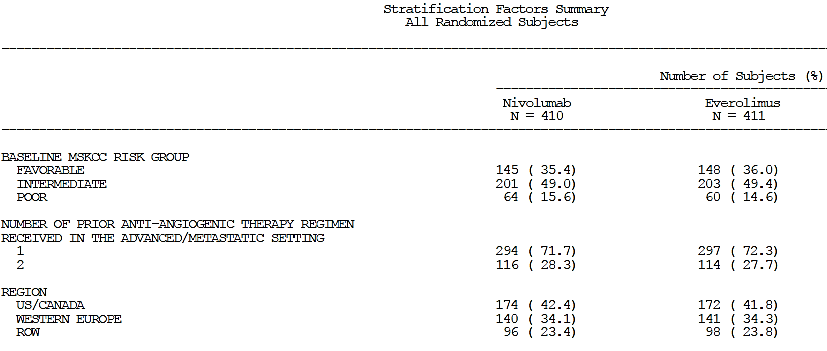 Stratification Factors Summary
All Randomized Subjects
Number of Subjects (%)
Nivolumab Everolimus
N = 410 N = 411
BASELINE MSKCC RISK GROUP
FAVORABLE 145 ( 35.4) 148 ( 36.0)
INTERMEDIATE 201 ( 49.0) 203 ( 49.4)
POOR 64 ( 15.6) 60 ( 14.6)
NUMBER OF PRIOR ANTI-ANGIOGENIC THERAPY REGIMEN
RECEIVED IN THE ADVANCED/METASTATIC SETTING
1 294 ( 71.7) 297 ( 72.3)
2 116 ( 28.3) 114 ( 27.7)
REGION
US/CANADA 174 ( 42.4) 172 ( 41.8)
WESTERN EUROPE 140 ( 34.1) 141 ( 34.3)
ROW 96 ( 23.4) 98 ( 23.8)